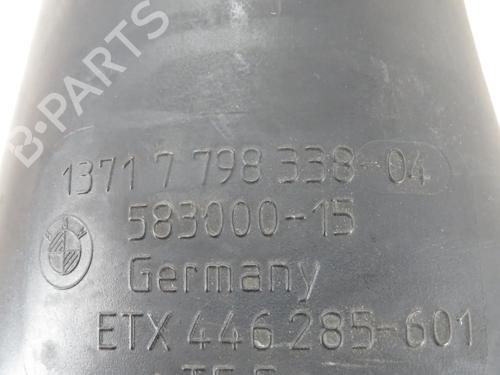 B-PARTS
1371 7 798 338-04
583000-15
Germany
ETX 446 285-601